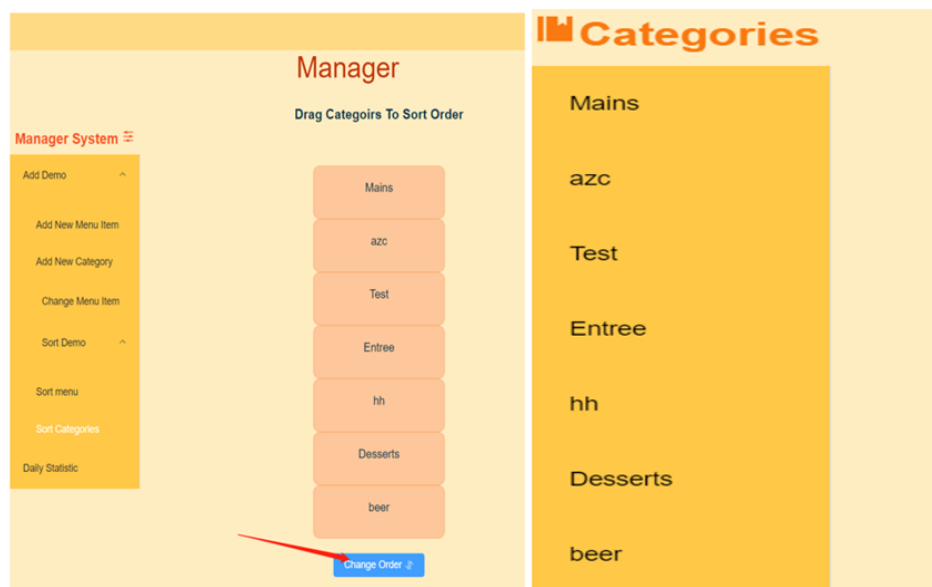 Manager
Drag Categoirs To Sort Order
Manager System
Add Demo
Add New Menu Item
Add New Category
Change Menu Item
Sort Demo
Sort menu
Sort Categories
Daily Statistic
Mains
azc
Test
Entree
hh
Desserts
beer
Change Order
Categories
Mains
azc
Test
Entree
hh
Desserts
beer